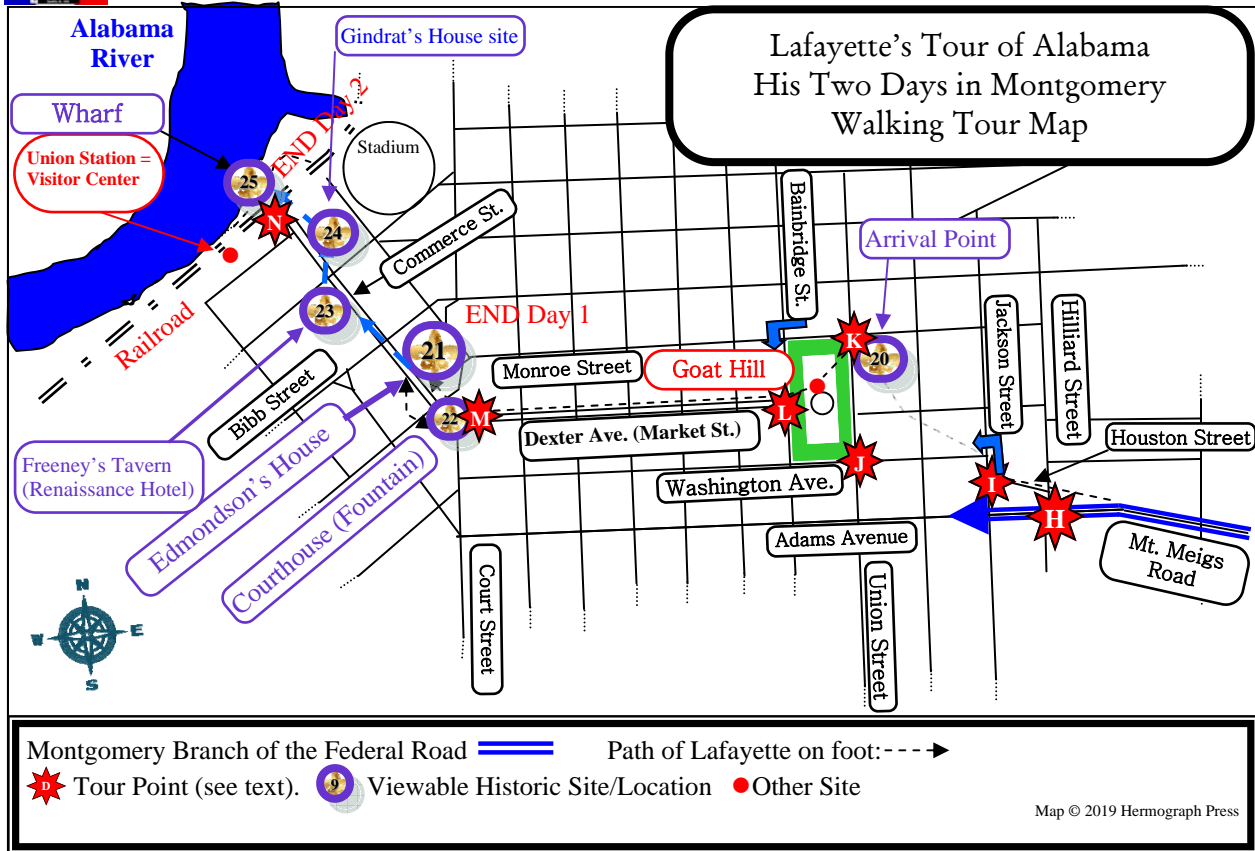 Lafayette's Tour of Alabama
His Two Days in Montgomery
Walking Tour Map
Alabama
River
Gindrat's House site
Wharf
Union Station =
Visitor Center
END Day 2
Stadium
25
N
24
Commerce St.
23
Railroad
Bibb Street
21
END Day 1
22
M
Monroe Street
Goat Hill
Bainbridge St.
Arrival Point
K
20
L
J
Dexter Ave. (Market St.)
Washington Ave.
Jackson Street
Hilliard Street
Houston Street
I
H
Adams Avenue
Mt. Meigs
Road
Union Street
Court Street
Freeney's Tavern
(Renaissance Hotel)
Edmondson's House
Courthouse (Fountain)
N
W E
S
Montgomery Branch of the Federal Road Path of Lafayette on foot:
D Tour Point (see text). 9 Viewable Historic Site/Location Other Site
Map © 2019 Hermograph Press